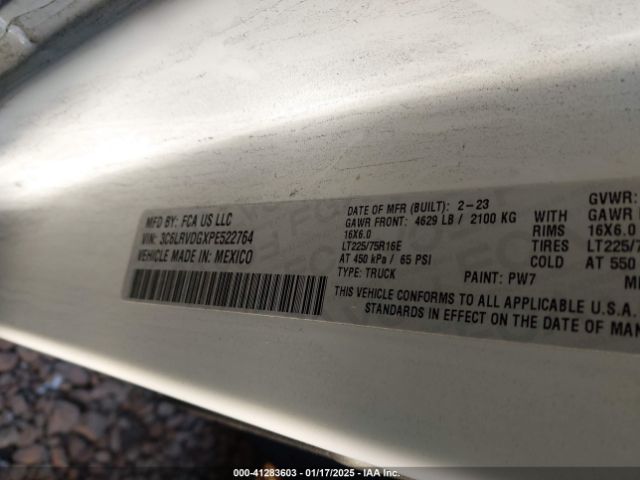 MFD BY: FCA US LLC
VIN: 3C6LRVDGXPE522764
VEHICLE MADE IN: MEXICO
DATE OF MFR (BUILT): 2-23
GAWR FRONT: 4629 LB / 2100 KG WITH
16X6.0 RIMS
LT225/75R16E TIRES
AT 450 kPa / 65 PSI COLD
TYPE: TRUCK PAINT: PW7
THIS VEHICLE CONFORMS TO ALL APPLICABLE U.S.A.
STANDARDS IN EFFECT ON THE DATE OF MAN
GVWR:
GAWR
16X6.0
LT225/7
AT 550
000-41283603 — 01/17/2025 — IAA Inc.